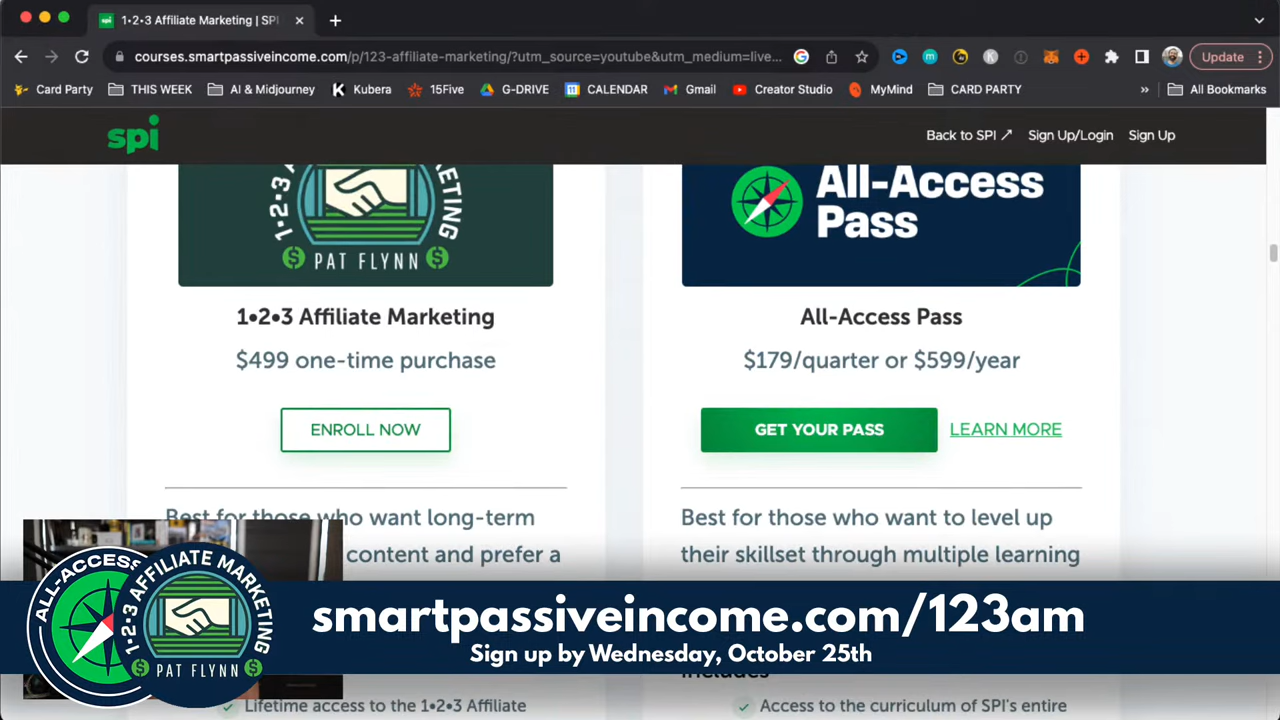 1•2•3 Affiliate Marketing | SPI
courses.smartpassiveincome.com/p/123-affiliate-marketing/?utm_source=youtube&utm_medium=live...
Update
Card Party
THIS WEEK
AI & Midjourney
Kubera
15Five
G-DRIVE
CALENDAR
Gmail
Creator Studio
MyMind
CARD PARTY
»
All Bookmarks
spi
Back to SPI ↗
Sign Up/Login
Sign Up
1•2•3 A
KETING
PAT FLYNN
All-Access
Pass
1•2•3 Affiliate Marketing
All-Access Pass
$499 one-time purchase
$179/quarter or $599/year
ENROLL NOW
GET YOUR PASS
LEARN MORE
Best for those who want long-term
content and prefer a
Best for those who want to level up
their skillset through multiple learning
ALL-ACCESS
1•2•3 AFFILIATE MARKETING
PAT FLYNN
smartpassiveincome.com/123am
Sign up by Wednesday, October 25th
Lifetime access to the 1•2•3 Affiliate
Access to the curriculum of SPI's entire